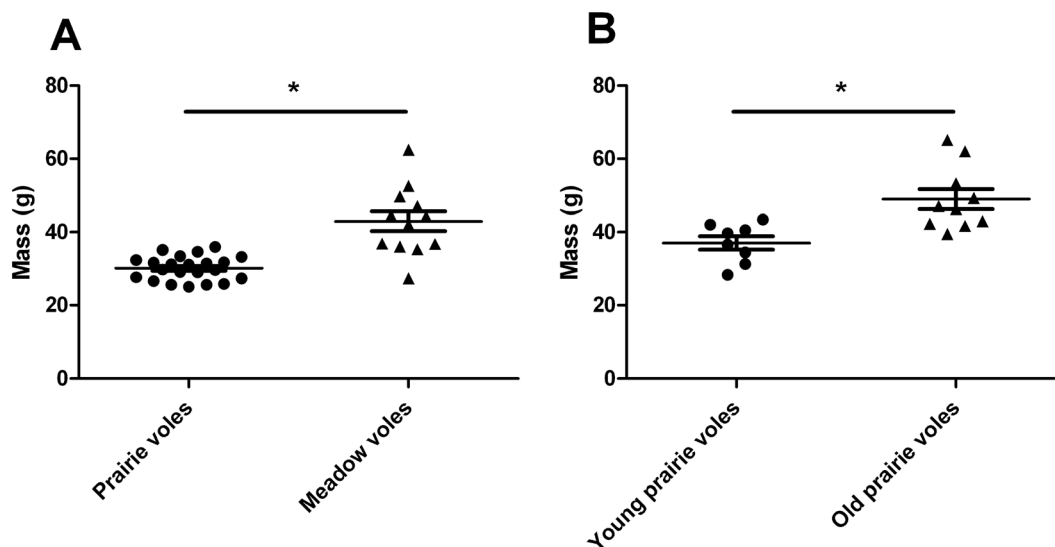 A
80
60
40
20
0
Mass (g)
*
Prairie voles
Meadow voles
B
80
60
40
20
0
Mass (g)
*
Young prairie voles
Old prairie voles